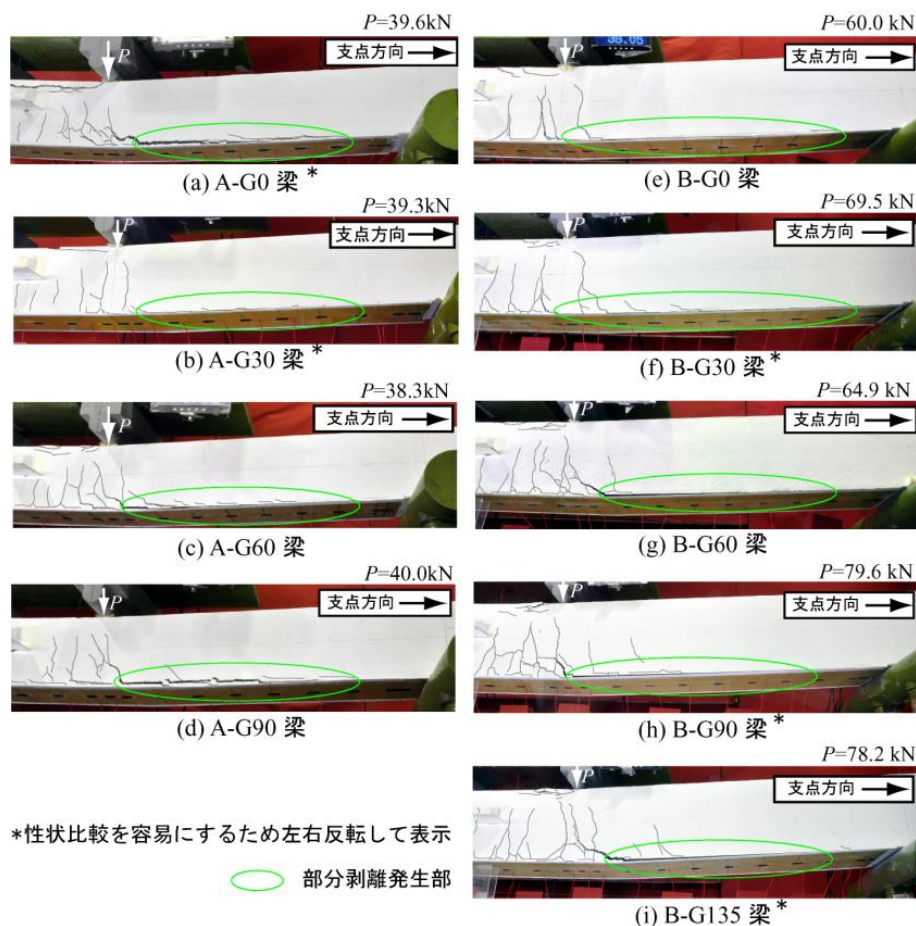 P=39.6kN
支点方向
P
(a) A-G0 梁 *
P=39.3kN
支点方向
P
(b) A-G30 梁 *
P=38.3kN
支点方向
P
(c) A-G60 梁
P=40.0kN
支点方向
P
(d) A-G90 梁
*性状比較を容易にするため左右反転して表示
部分剥離発生部
P=60.0 kN
支点方向
P
(e) B-G0 梁
P=69.5 kN
支点方向
P
(f) B-G30 梁 *
P=64.9 kN
支点方向
P
(g) B-G60 梁
P=79.6 kN
支点方向
P
(h) B-G90 梁 *
P=78.2 kN
支点方向
P
(i) B-G135 梁 *